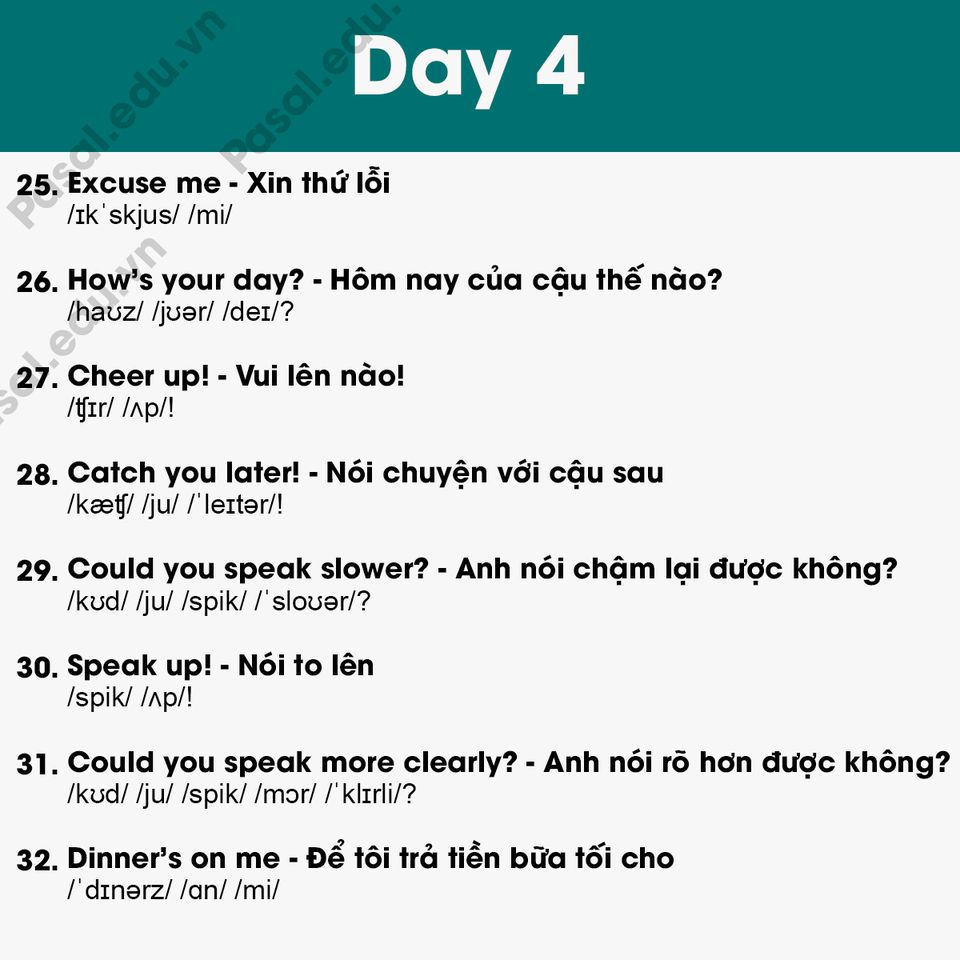 Day 4
Pasal.edu.vn
Pasal.edu.
25. Excuse me - Xin thứ lỗi
/ɪkˈskjus/ /mi/
26. How's your day? - Hôm nay của cậu thế nào?
/haʊz/ /jʊər/ /deɪ/?
asal.edu.vn
27. Cheer up! - Vui lên nào!
/ʧɪr/ /ʌp/!
28. Catch you later! - Nói chuyện với cậu sau
/kæʧ/ /ju/ /ˈleɪtər/!
29. Could you speak slower? - Anh nói chậm lại được không?
/kʊd/ /ju/ /spik/ /ˈsloʊər/?
30. Speak up! - Nói to lên
/spik/ /ʌp/!
31. Could you speak more clearly? - Anh nói rõ hơn được không?
/kʊd/ /ju/ /spik/ /mɔr/ /ˈklɪrli/?
32. Dinner's on me - Để tôi trả tiền bữa tối cho
/ˈdɪnərz/ /ɑn/ /mi/